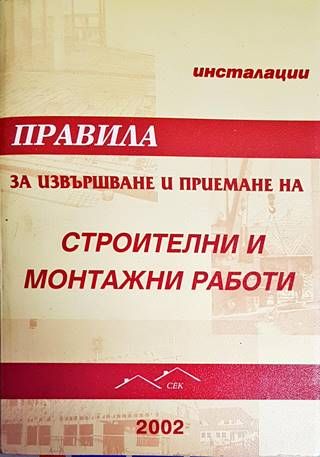 инсталации
ПРАВИЛА
ЗА ИЗВЪРШВАНЕ И ПРИЕМАНЕ НА
СТРОИТЕЛНИ И
МОНТАЖНИ РАБОТИ
СЕК
2002